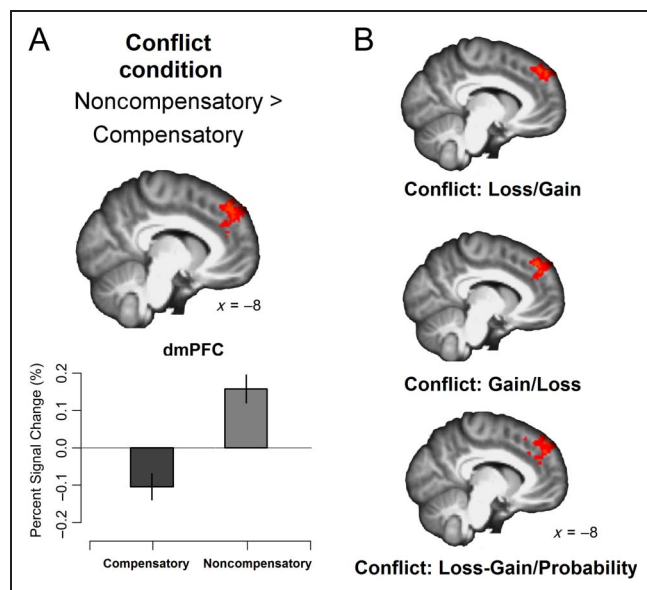 A
Conflict
condition
Noncompensatory >
Compensatory
x = –8
dmPFC
Percent Signal Change (%)
0.2
0.1
0.0
–0.1
–0.2
Compensatory
Noncompensatory
B
Conflict: Loss/Gain
Conflict: Gain/Loss
x = –8
Conflict: Loss-Gain/Probability